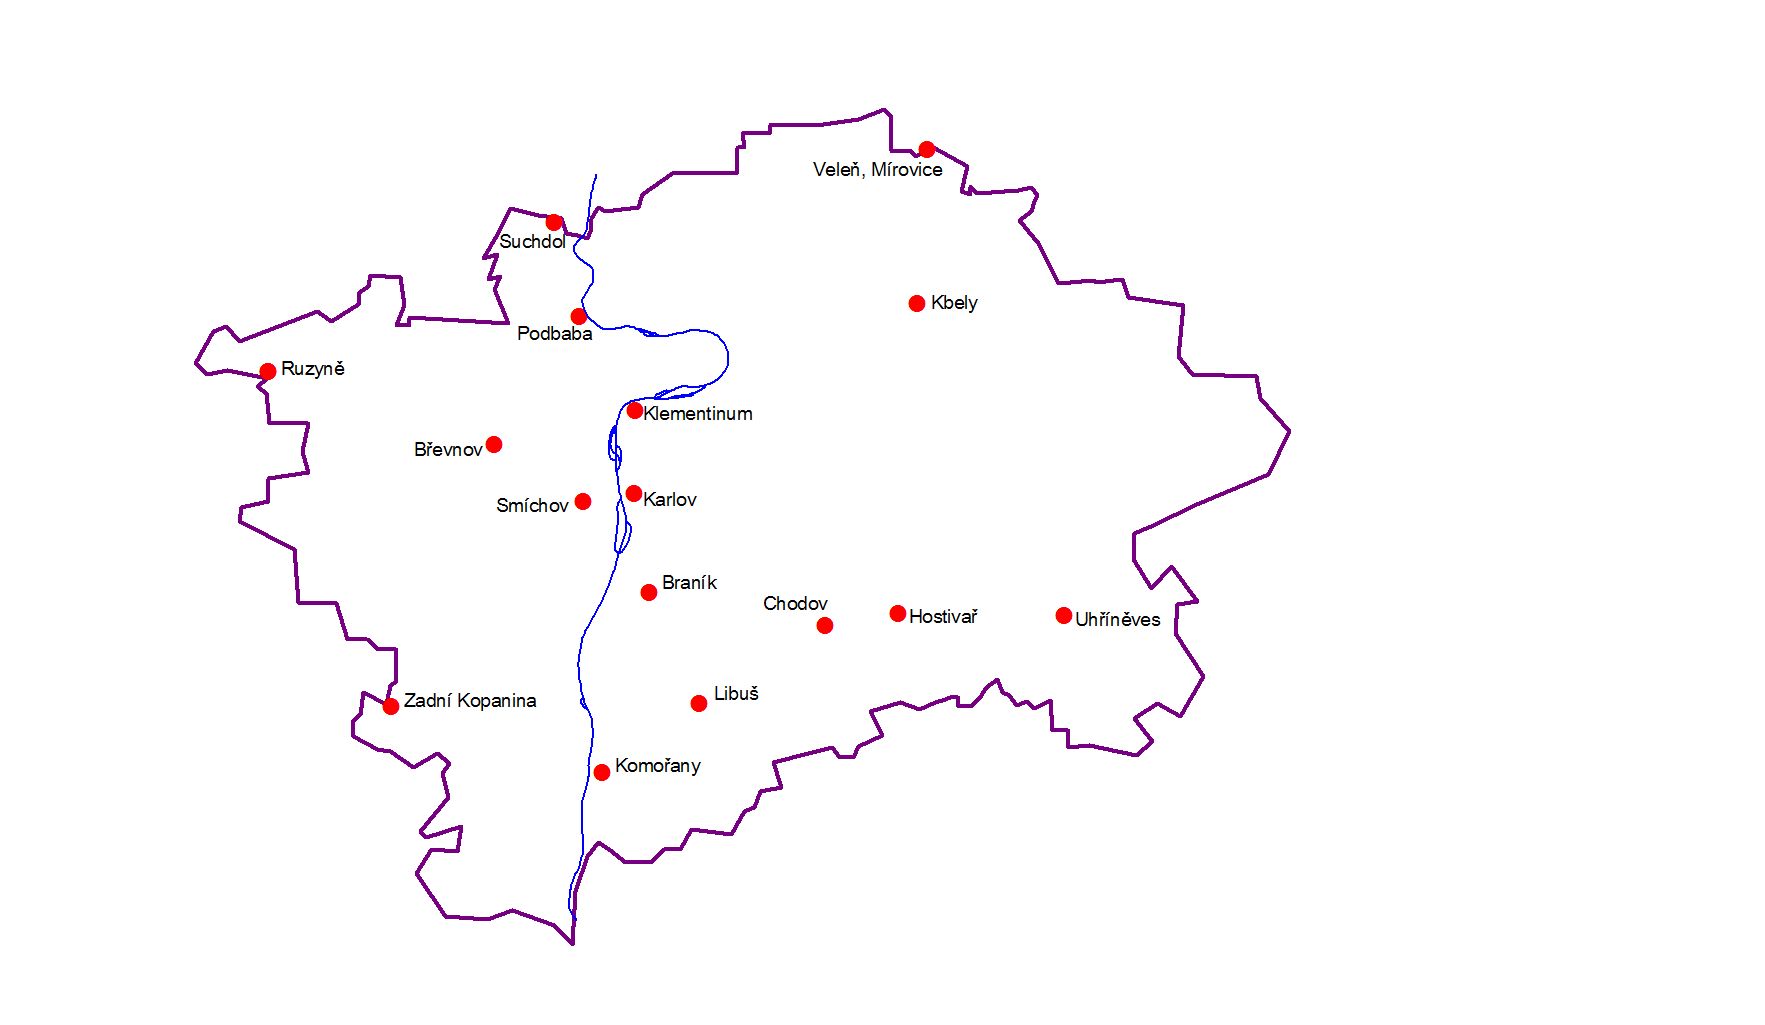 Veleň, Mírovice
Suchdol
Kbely
Podbaba
Ruzyně
Klementinum
Břevnov
Smíchov
Karlov
Braník
Chodov
Hostivař
Uhříněves
Libuš
Zadní Kopanina
Komořany